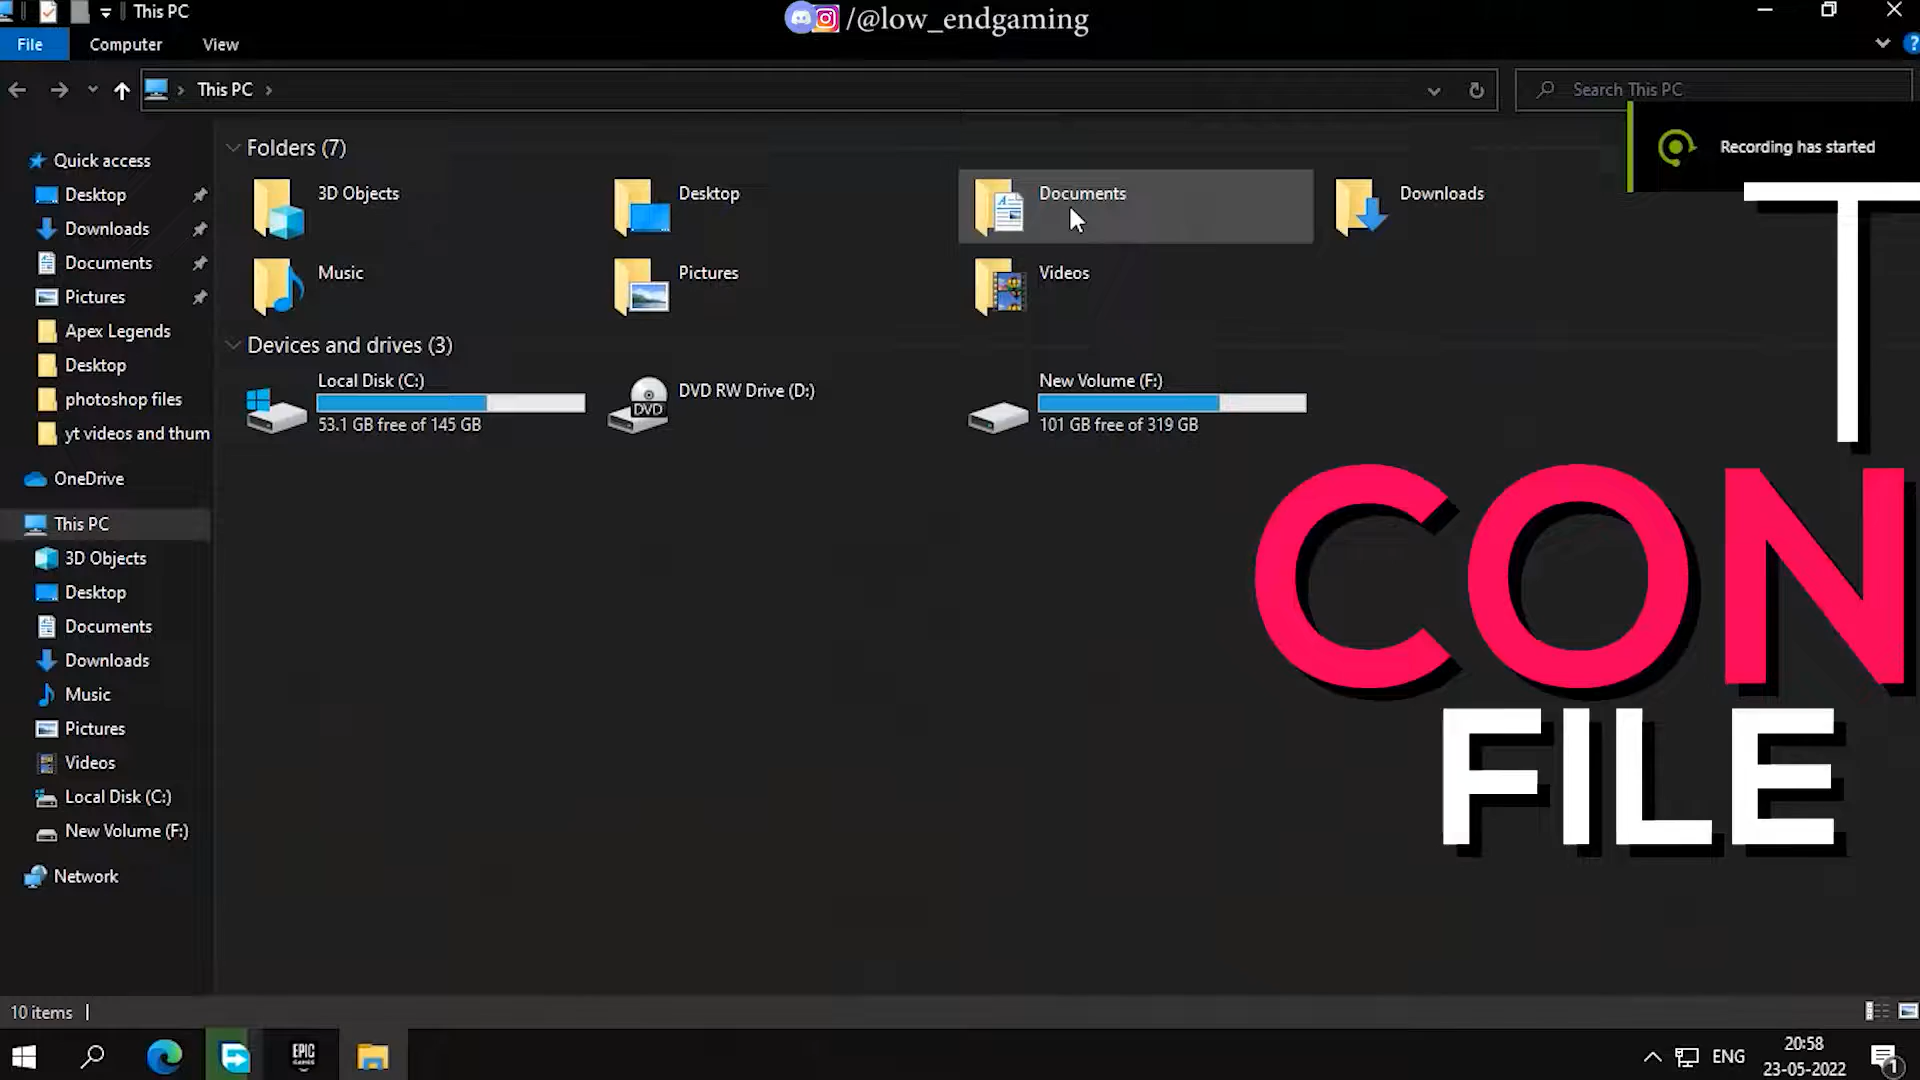 This PC
/@low_endgaming
File
Computer
View
This PC
Search This PC
Recording has started
Quick access
Desktop
Downloads
Documents
Pictures
Apex Legends
Desktop
photoshop files
yt videos and thum
OneDrive
This PC
3D Objects
Desktop
Documents
Downloads
Music
Pictures
Videos
Local Disk (C:)
New Volume (F:)
Network
Folders (7)
3D Objects
Desktop
Documents
Downloads
Music
Pictures
Videos
Devices and drives (3)
Local Disk (C:)
53.1 GB free of 145 GB
DVD
DVD RW Drive (D:)
New Volume (F:)
101 GB free of 319 GB
T
CON
FILE
10 items
EPIC
GAMES
ENG
20:58
23-05-2022
1